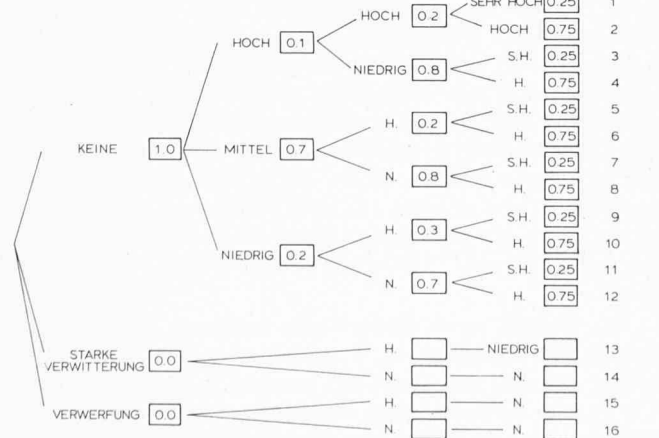 SEHR HOCH 0.25 1
HOCH 0.2
HOCH 0.75 2
HOCH 0.1
S.H. 0.25 3
NIEDRIG 0.8
H. 0.75 4
S.H. 0.25 5
H. 0.2
H. 0.75 6
KEINE 1.0 MITTEL 0.7
S.H. 0.25 7
N. 0.8
H. 0.75 8
S.H. 0.25 9
H. 0.3
H. 0.75 10
NIEDRIG 0.2
S.H. 0.25 11
N. 0.7
H. 0.75 12
H. NIEDRIG 13
STARKE
VERWITTERUNG 0.0
N. N. 14
H. N. 15
VERWERFUNG 0.0
N. N. 16